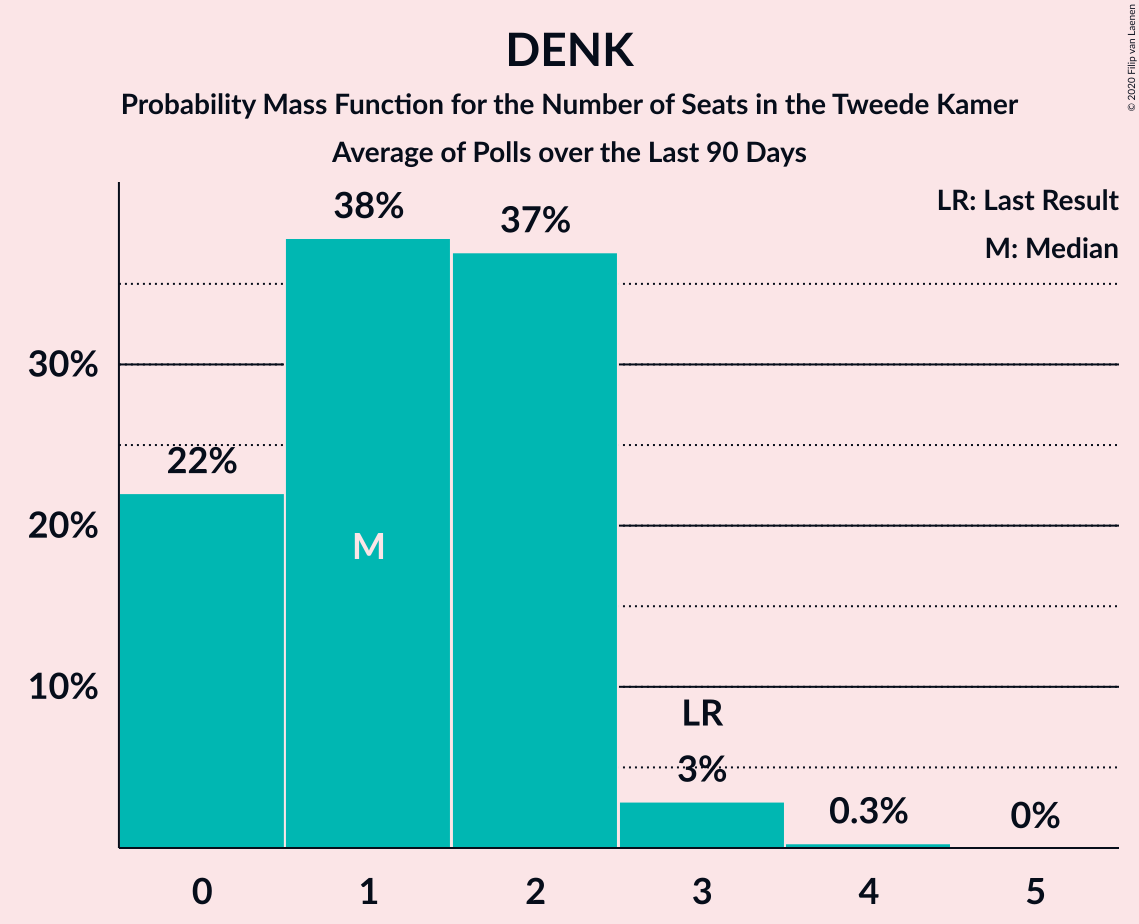 DENK
Probability Mass Function for the Number of Seats in the Tweede Kamer
Average of Polls over the Last 90 Days
© 2020 Filip van Laenen
LR: Last Result
M: Median
38%
37%
30%
22%
20%
M
10%
LR
3%
0.3%
0%
0 1 2 3 4 5